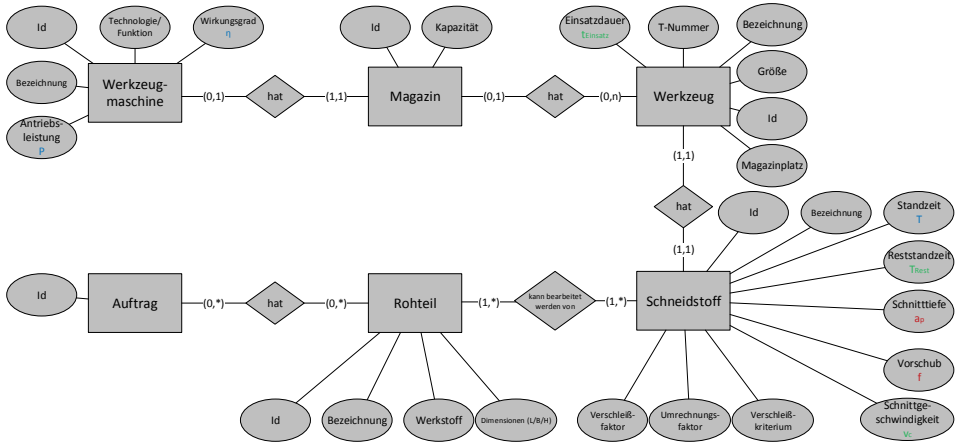 Id
Technologie/
Funktion
Wirkungsgrad
η
Bezeichnung
Antriebs-
leistung
P
Werkzeug-
maschine
(0,1)
hat
(1,1)
Id
Kapazität
Magazin
(0,1)
hat
(0,n)
Einsatzdauer
tEinsatz
T-Nummer
Bezeichnung
Größe
Id
Magazinplatz
Werkzeug
(1,1)
hat
(1,1)
Id
Bezeichnung
Standzeit
T
Reststandzeit
TRest
Schnitttiefe
ap
Vorschub
f
Schnittge-
schwindigkeit
vc
Id
Auftrag
(0,*)
hat
(0,*)
Rohteil
(1,*)
kann bearbeitet
werden von
(1,*)
Schneidstoff
Id
Bezeichnung
Werkstoff
Dimensionen (L/B/H)
Verschleiß-
faktor
Umrechnungs-
faktor
Verschleiß-
kriterium